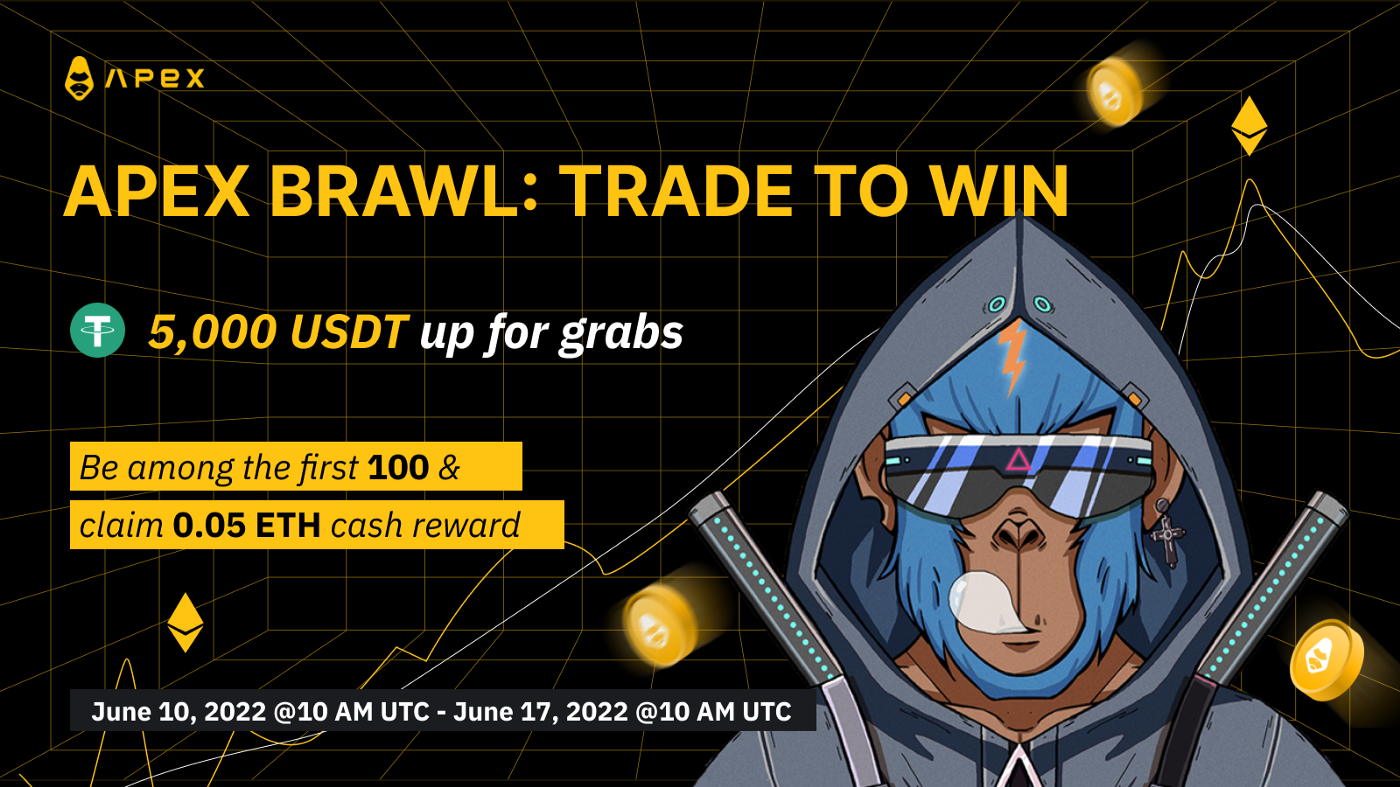 APEX
APEX BRAWL: TRADE TO WIN
5,000 USDT up for grabs
Be among the first 100 &
claim 0.05 ETH cash reward
June 10, 2022 @10 AM UTC - June 17, 2022 @10 AM UTC